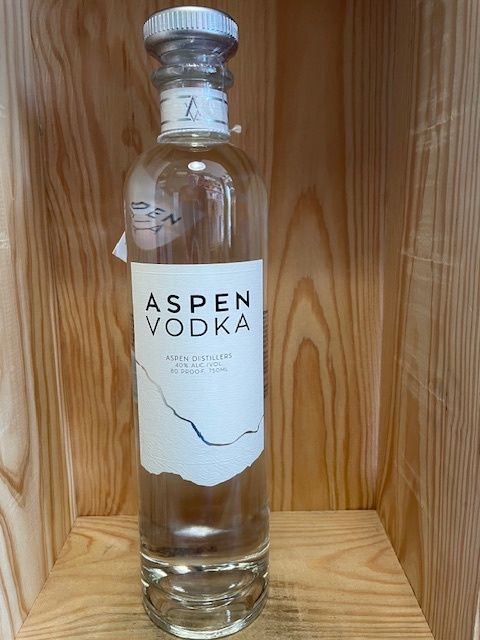 ASPEN
VODKA
ASPEN DISTILLERS
40% ALC./VOL.
80 PROOF. 750ML